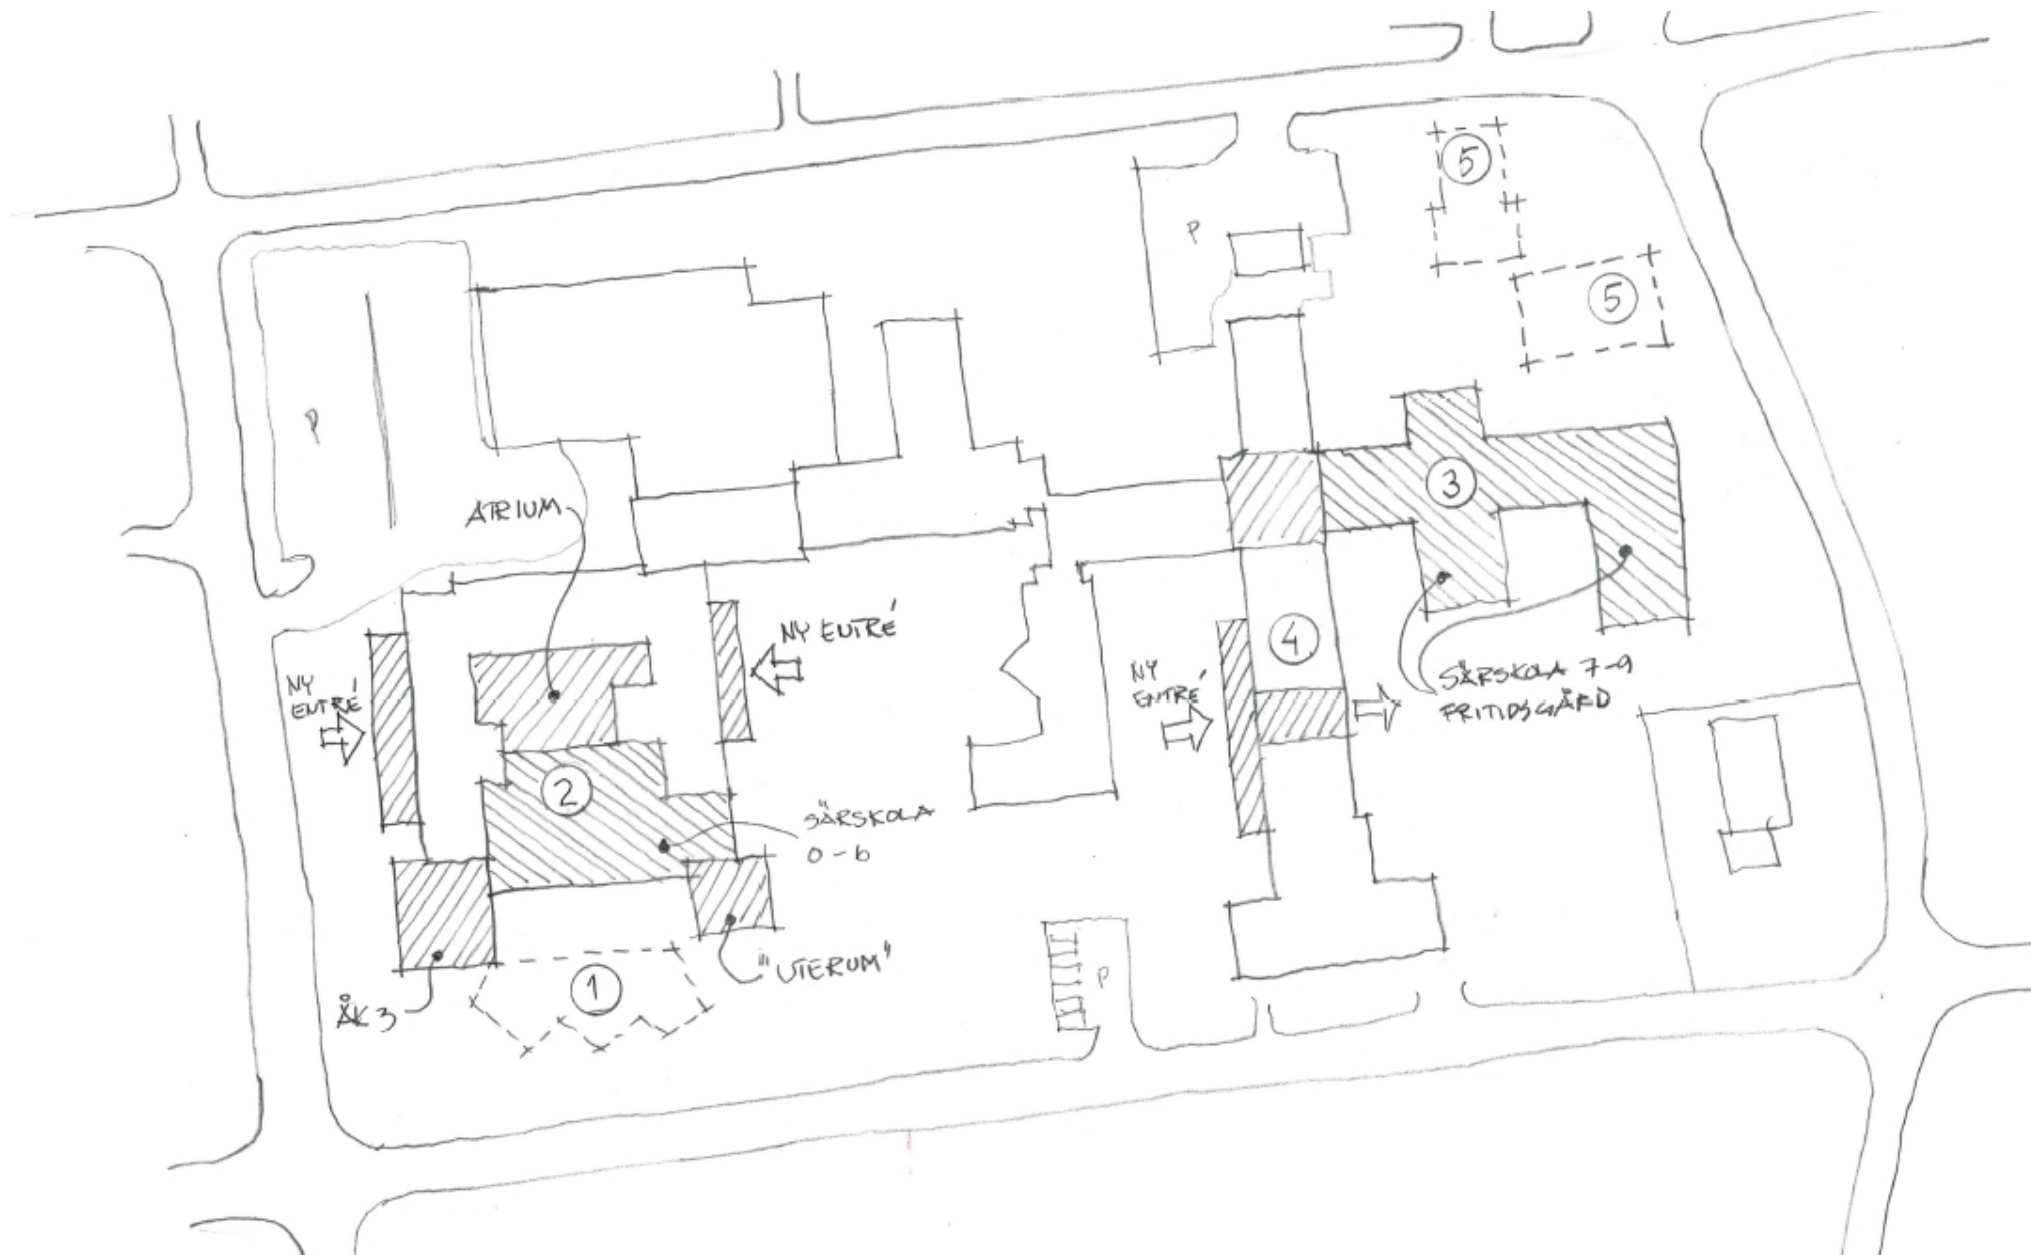 5
P
5
P
3
ATRIUM
NY ENTRÉ
4
NY
ENTRÉ
NY
ENTRÉ
SÄRSKOLA 7-9
FRITIDSGÅRD
2
SÄRSKOLA
0-6
"UTERUM"
P
1
ÅK 3